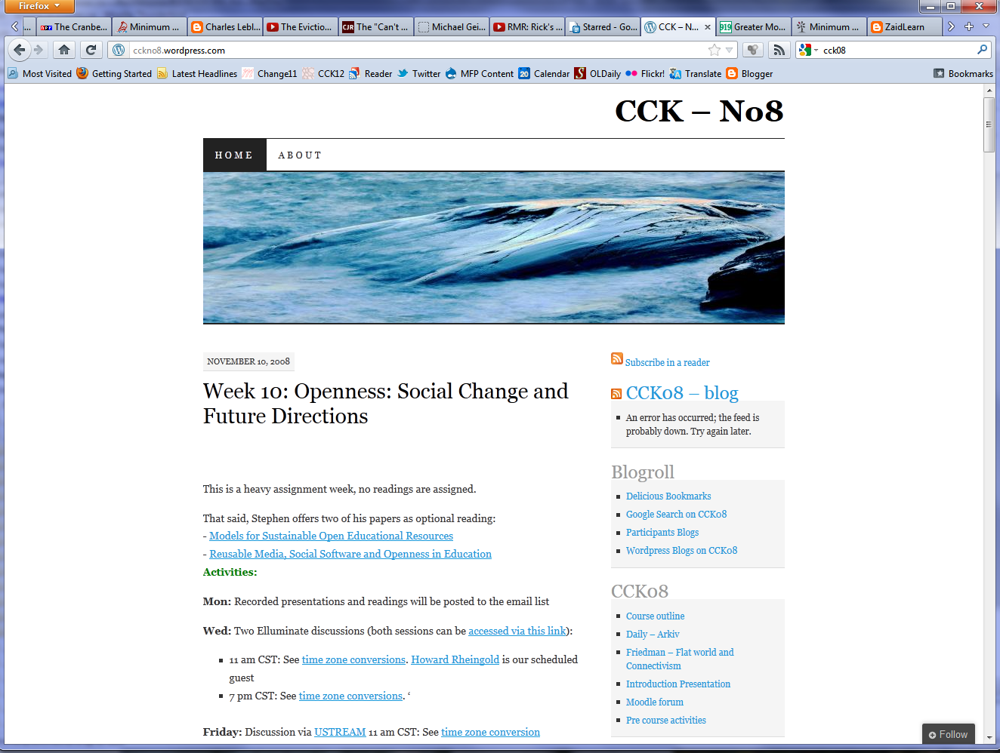 Firefox
...
The Cranbe...
Minimum ...
Charles Lebl...
The Evictio...
CJR The "Can't ...
Michael Gei...
RMR: Rick's ...
Starred - Go...
CCK – N...
919 Greater Mo...
Minimum ...
ZaidLearn
cckno8.wordpress.com
cck08
Most Visited
Getting Started
Latest Headlines
Change11
CCK12
Reader
Twitter
MFP Content
20 Calendar
OLDaily
Flickr!
Translate
Blogger
Bookmarks
CCK – No8
HOME
ABOUT
NOVEMBER 10, 2008
Week 10: Openness: Social Change and
Future Directions
This is a heavy assignment week, no readings are assigned.
That said, Stephen offers two of his papers as optional reading:
- Models for Sustainable Open Educational Resources
- Reusable Media, Social Software and Openness in Education
Activities:
Mon: Recorded presentations and readings will be posted to the email list
Wed: Two Elluminate discussions (both sessions can be accessed via this link):
11 am CST: See time zone conversions. Howard Rheingold is our scheduled
guest
7 pm CST: See time zone conversions. ‘
Friday: Discussion via USTREAM 11 am CST: See time zone conversion
Subscribe in a reader
CCK08 – blog
An error has occurred; the feed is
probably down. Try again later.
Blogroll
Delicious Bookmarks
Google Search on CCK08
Participants Blogs
Wordpress Blogs on CCK08
CCK08
Course outline
Daily – Arkiv
Friedman – Flat world and
Connectivism
Introduction Presentation
Moodle forum
Pre course activities
Follow